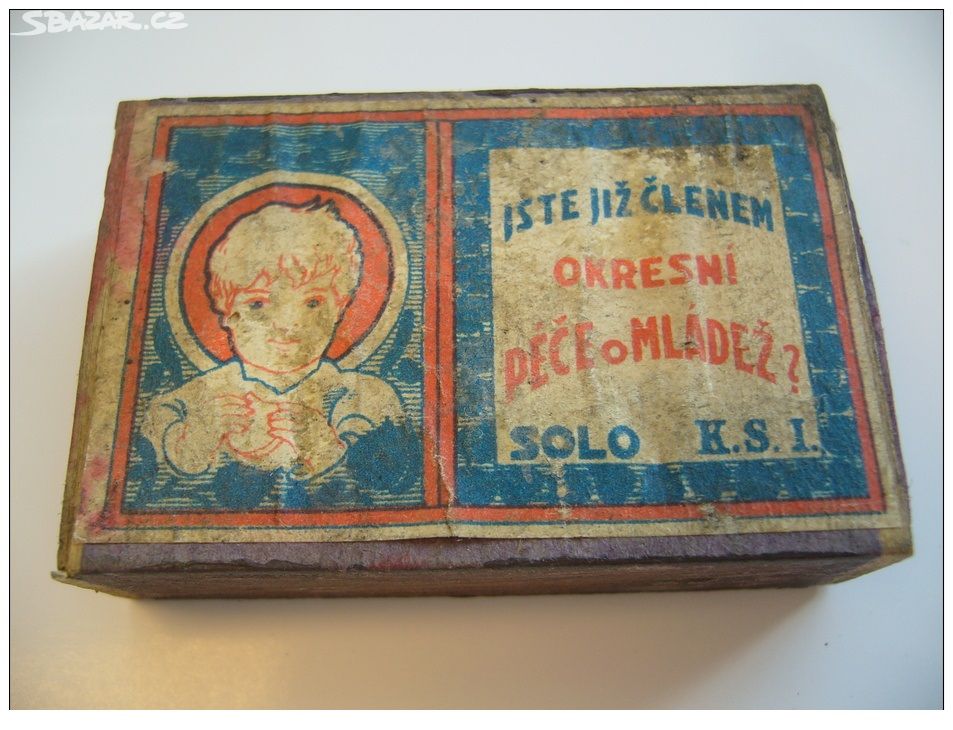 SBAZAR.CZ
JSTE JIŽ ČLENEM
OKRESNÍ
PÉČE o MLÁDEŽ?
SOLO K.S.I.